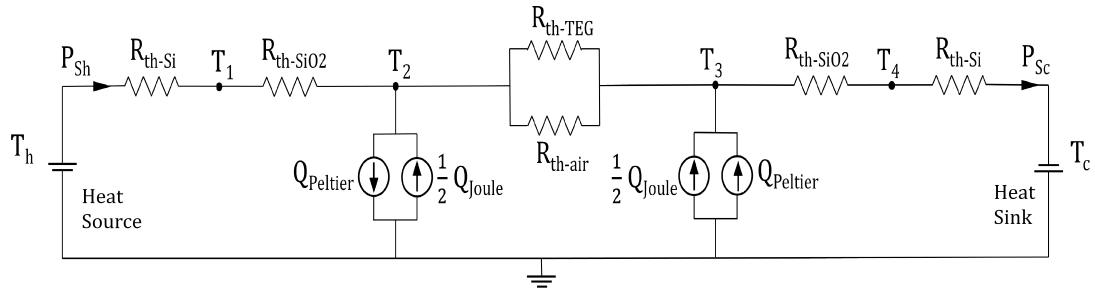 R_th-TEG
P_Sh
R_th-Si
T_1
R_th-SiO2
T_2
T_3
R_th-SiO2
T_4
R_th-Si
P_Sc
R_th-air
T_h
Heat
Source
Q_Peltier
1/2 Q_Joule
1/2 Q_Joule
Q_Peltier
Heat
Sink
T_c